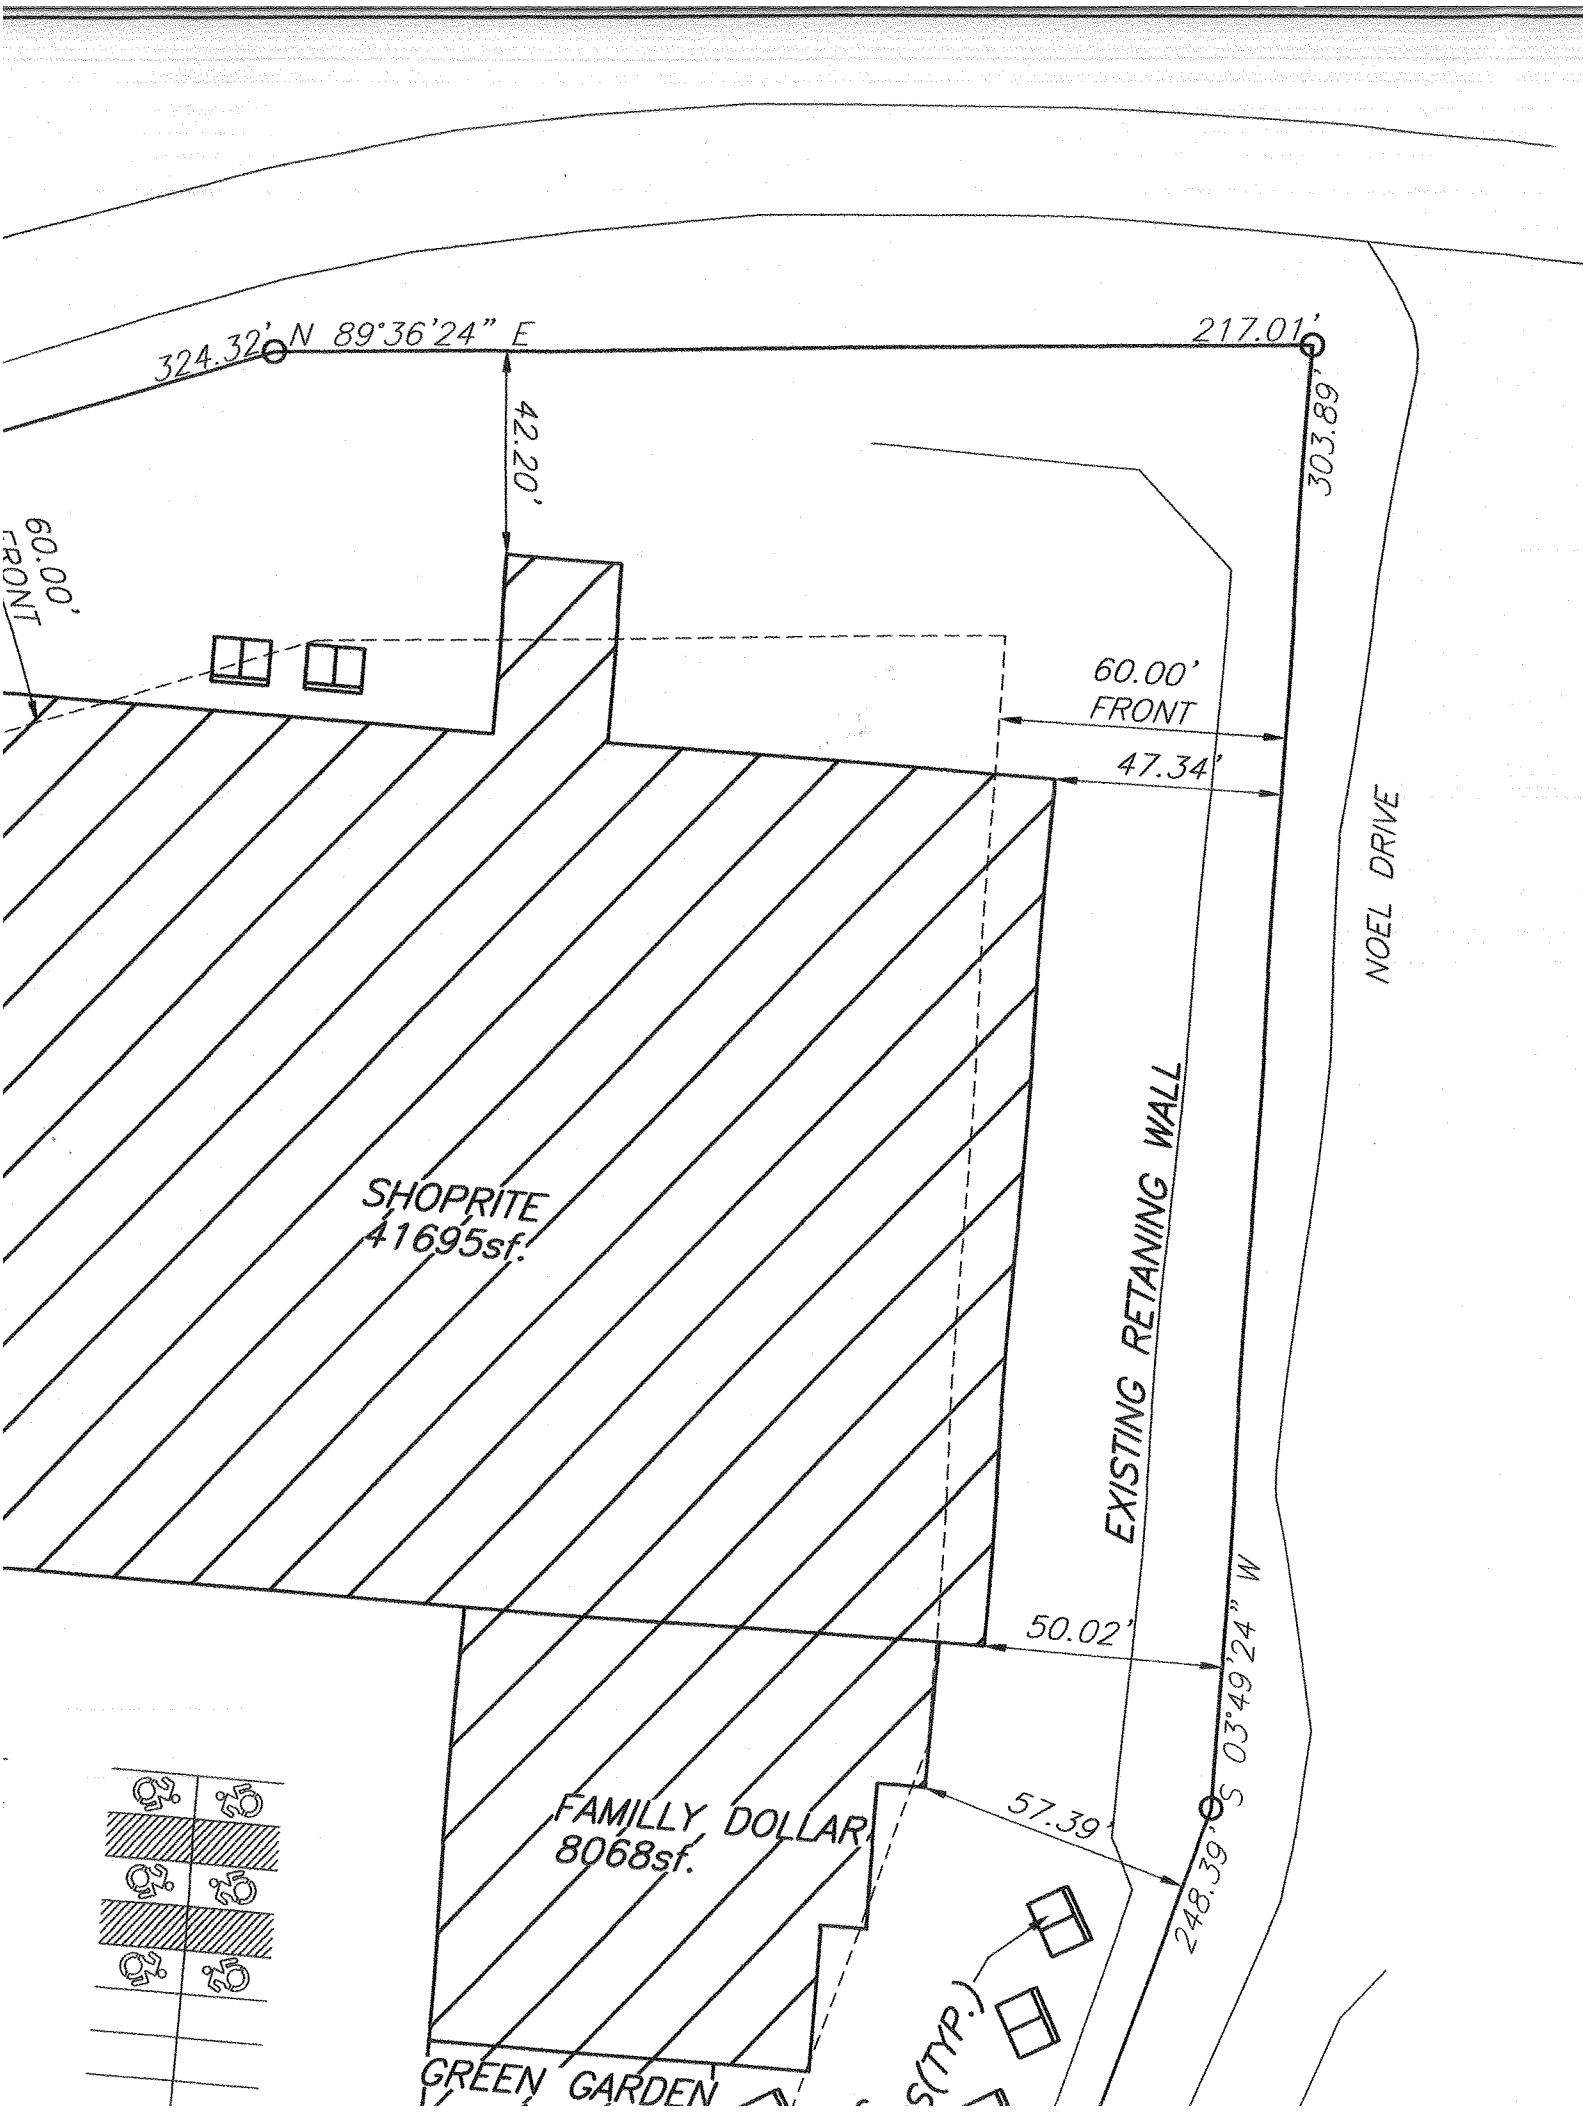 324.32'
N 89°36'24" E
217.01'
303.89'
42.20'
60.00'
FRONT
60.00'
FRONT
47.34'
NOEL DRIVE
SHOPRITE
41695sf.
EXISTING RETANING WALL
50.02'
S 03°49'24" W
57.39'
248.39'
FAMILLY DOLLAR
8068sf.
GREEN GARDEN
S(TYP.)